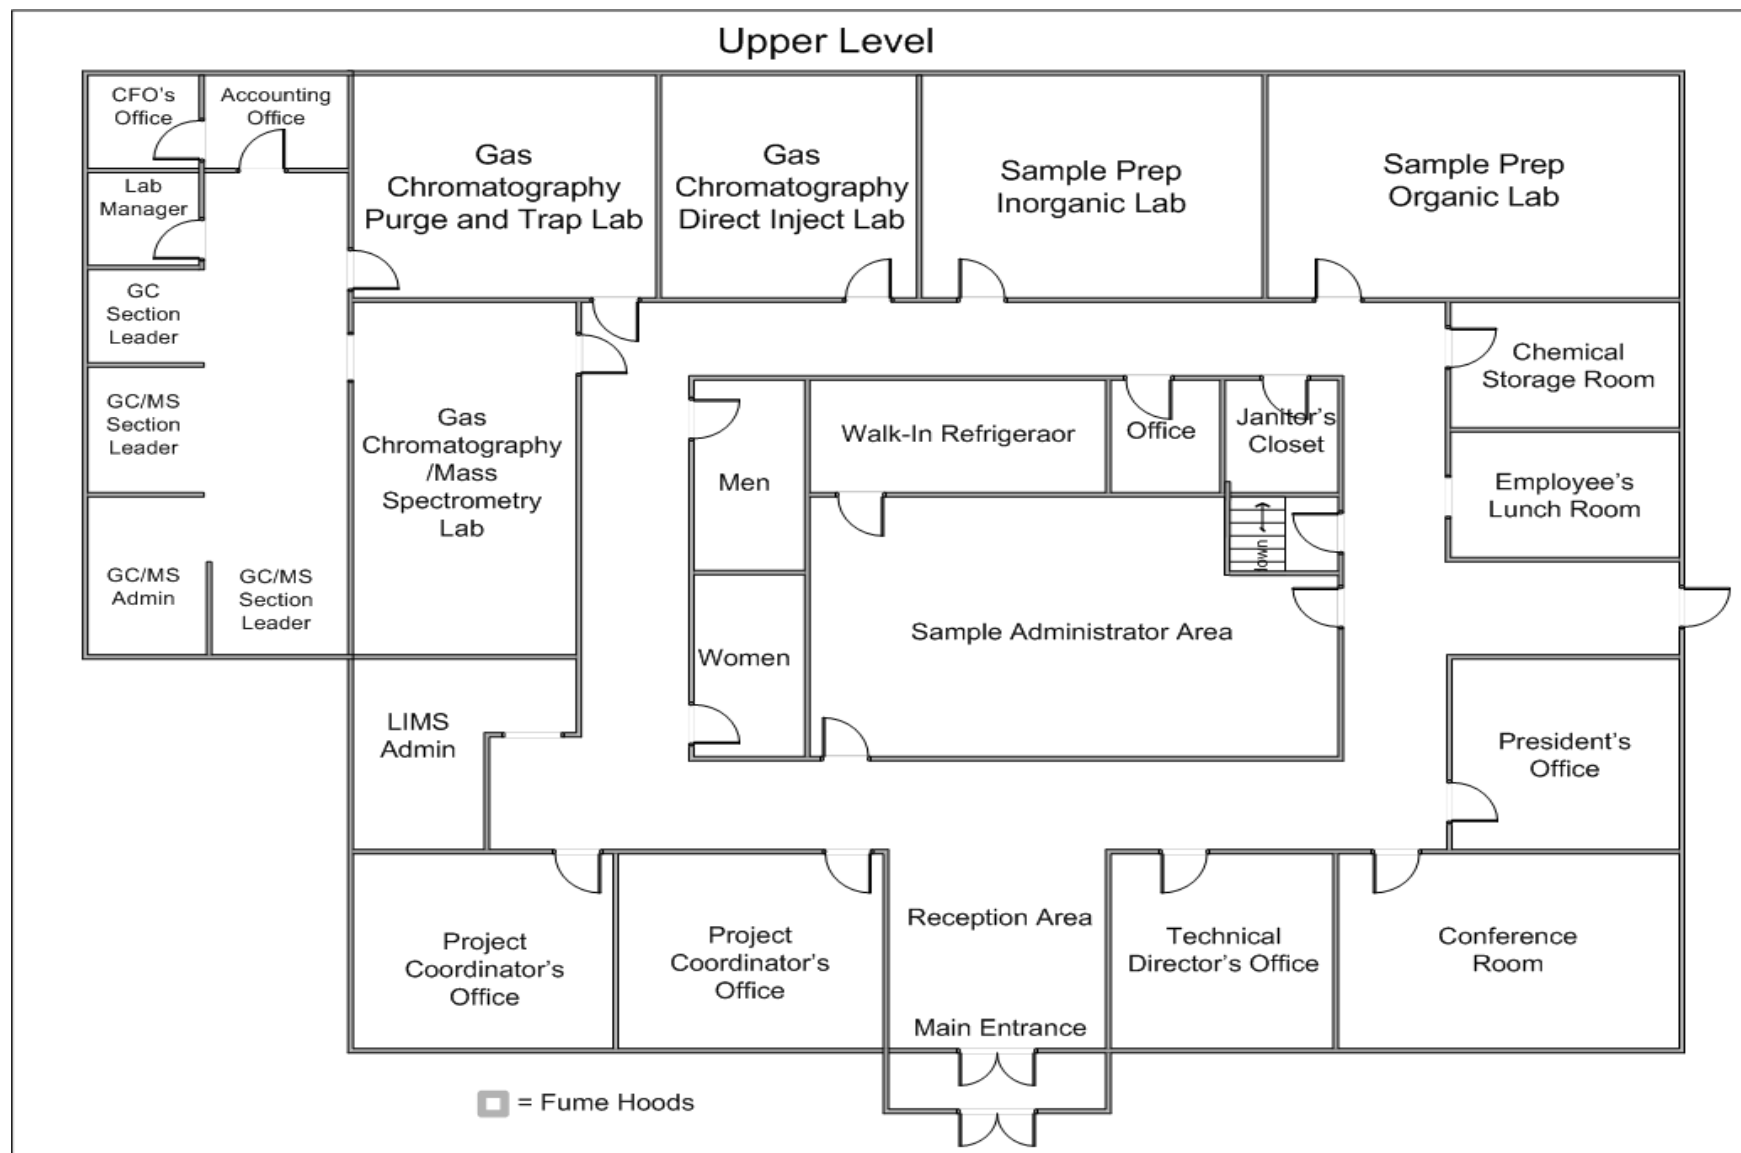 Upper Level
CFO's
Office
Accounting
Office
Gas
Chromatography
Purge and Trap Lab
Gas
Chromatography
Direct Inject Lab
Sample Prep
Inorganic Lab
Sample Prep
Organic Lab
Lab
Manager
GC
Section
Leader
GC/MS
Section
Leader
GC/MS
Admin
GC/MS
Section
Leader
Gas
Chromatography
/Mass
Spectrometry
Lab
Men
Walk-In Refrigeraor
Office
Janitor's
Closet
Chemical
Storage Room
Employee's
Lunch Room
Women
Sample Administrator Area
LIMS
Admin
President's
Office
Project
Coordinator's
Office
Project
Coordinator's
Office
Reception Area
Main Entrance
Technical
Director's Office
Conference
Room
= Fume Hoods